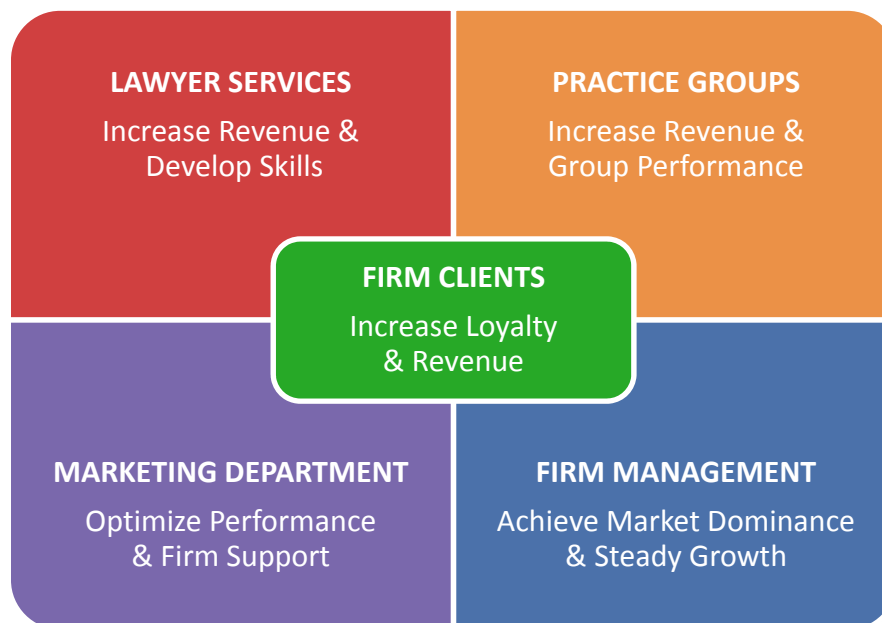 LAWYER SERVICES
Increase Revenue &
Develop Skills
PRACTICE GROUPS
Increase Revenue &
Group Performance
FIRM CLIENTS
Increase Loyalty
& Revenue
MARKETING DEPARTMENT
Optimize Performance
& Firm Support
FIRM MANAGEMENT
Achieve Market Dominance
& Steady Growth